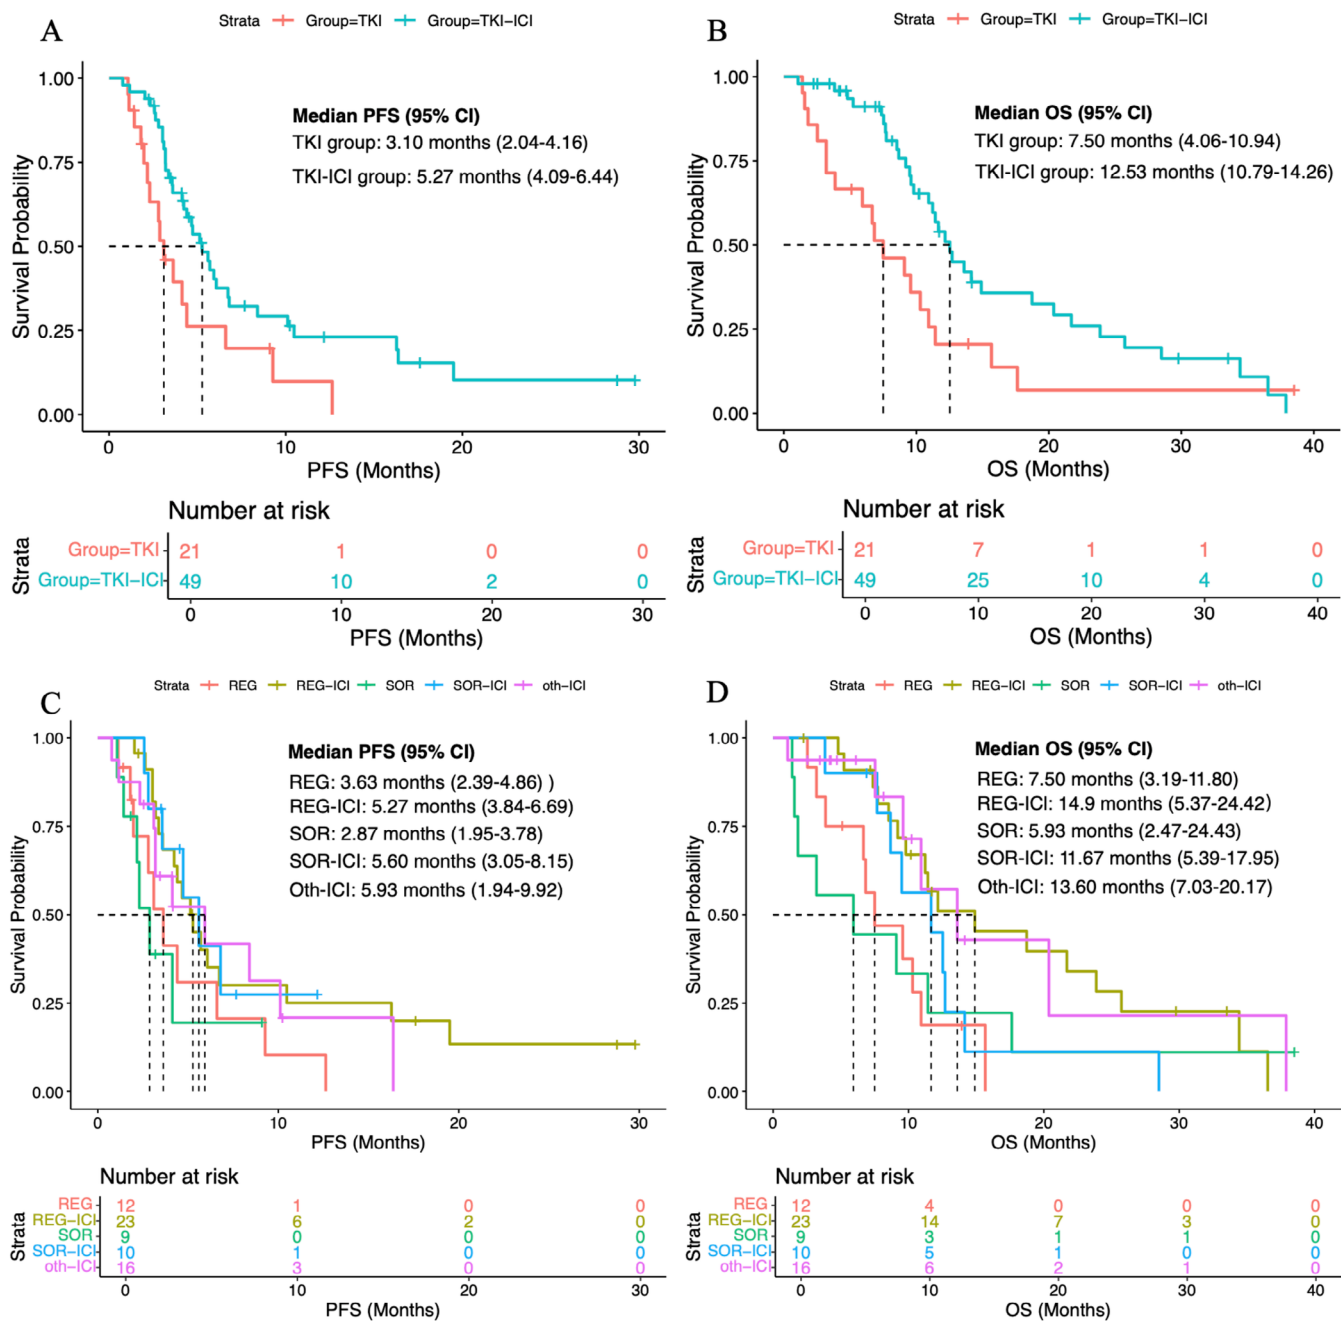 A
Strata Group=TKI Group=TKI-ICI
Survival Probability
1.00
0.75
0.50
0.25
0.00
Median PFS (95% CI)
TKI group: 3.10 months (2.04-4.16)
TKI-ICI group: 5.27 months (4.09-6.44)
0 10 20 30
PFS (Months)
Number at risk
Strata
Group=TKI 21 1 0 0
Group=TKI-ICI 49 10 2 0
0 10 20 30
PFS (Months)
B
Strata Group=TKI Group=TKI-ICI
Survival Probability
1.00
0.75
0.50
0.25
0.00
Median OS (95% CI)
TKI group: 7.50 months (4.06-10.94)
TKI-ICI group: 12.53 months (10.79-14.26)
0 10 20 30 40
OS (Months)
Number at risk
Strata
Group=TKI 21 7 1 1 0
Group=TKI-ICI 49 25 10 4 0
0 10 20 30 40
OS (Months)
C
Strata REG REG-ICI SOR SOR-ICI oth-ICI
Survival Probability
1.00
0.75
0.50
0.25
0.00
Median PFS (95% CI)
REG: 3.63 months (2.39-4.86) )
REG-ICI: 5.27 months (3.84-6.69)
SOR: 2.87 months (1.95-3.78)
SOR-ICI: 5.60 months (3.05-8.15)
Oth-ICI: 5.93 months (1.94-9.92)
0 10 20 30
PFS (Months)
Number at risk
Strata
REG 12 1 0 0
REG-ICI 23 6 2 0
SOR 9 0 0 0
SOR-ICI 10 1 0 0
oth-ICI 16 3 0 0
0 10 20 30
PFS (Months)
D
Strata REG REG-ICI SOR SOR-ICI oth-ICI
Survival Probability
1.00
0.75
0.50
0.25
0.00
Median OS (95% CI)
REG: 7.50 months (3.19-11.80)
REG-ICI: 14.9 months (5.37-24.42)
SOR: 5.93 months (2.47-24.43)
SOR-ICI: 11.67 months (5.39-17.95)
Oth-ICI: 13.60 months (7.03-20.17)
0 10 20 30 40
OS (Months)
Number at risk
Strata
REG 12 4 0 0 0
REG-ICI 23 14 7 3 0
SOR 9 3 1 1 0
SOR-ICI 10 5 1 0 0
oth-ICI 16 6 2 1 0
0 10 20 30 40
OS (Months)